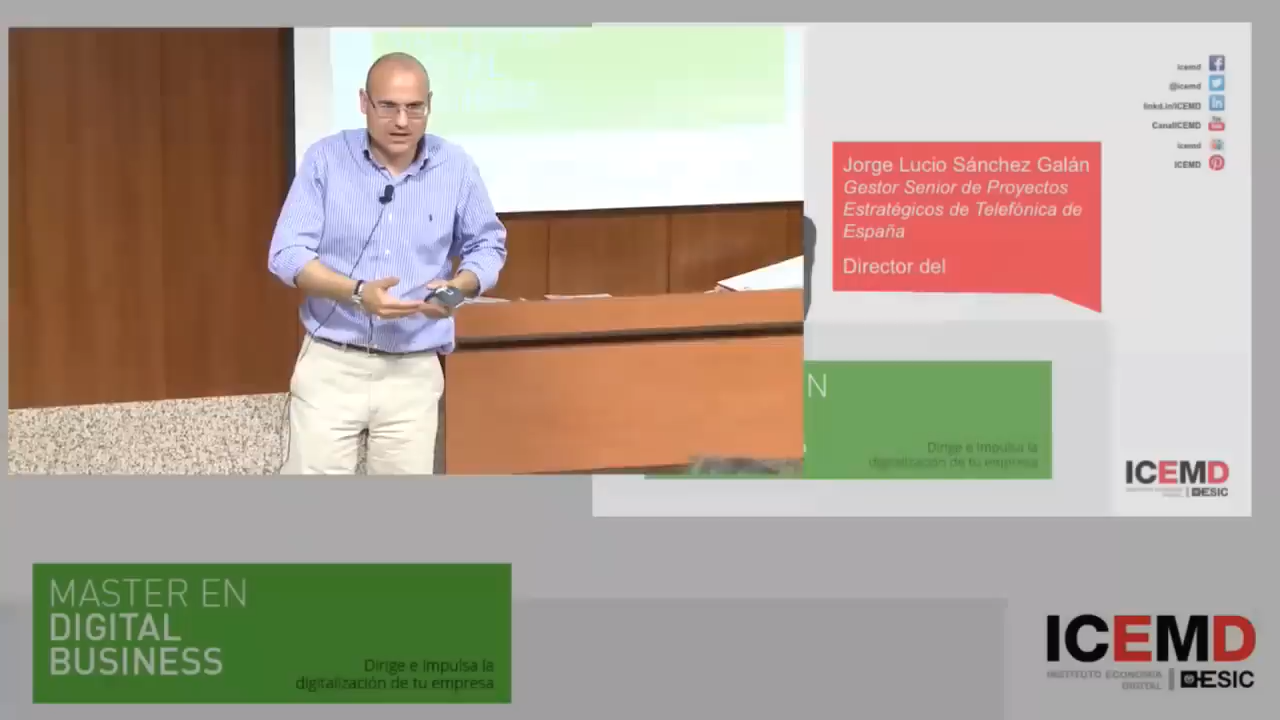 icemd
@icemd
linkd.in/ICEMD
CanalICEMD
icemd
ICEMD
Jorge Lucio Sánchez Galán
Gestor Senior de Proyectos
Estratégicos de Telefónica de
España
Director del
N
Dirige e impulsa la
digitalización de tu empresa
ICEMD
ESIC
MASTER EN
DIGITAL
BUSINESS
Dirige e impulsa la
digitalización de tu empresa
ICEMD
INSTITUTO ECONOMÍA
DIGITAL
ESIC